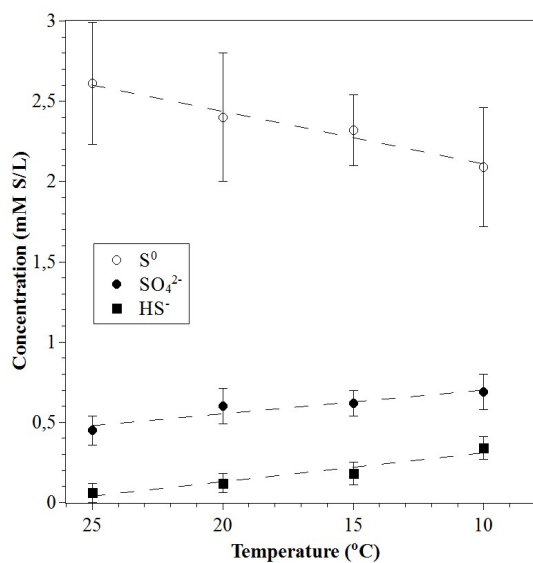 3
2,5
2
1,5
1
0,5
0
Concentration (mM S/L)
S⁰
SO₄²⁻
HS⁻
25 20 15 10
Temperature (ºC)